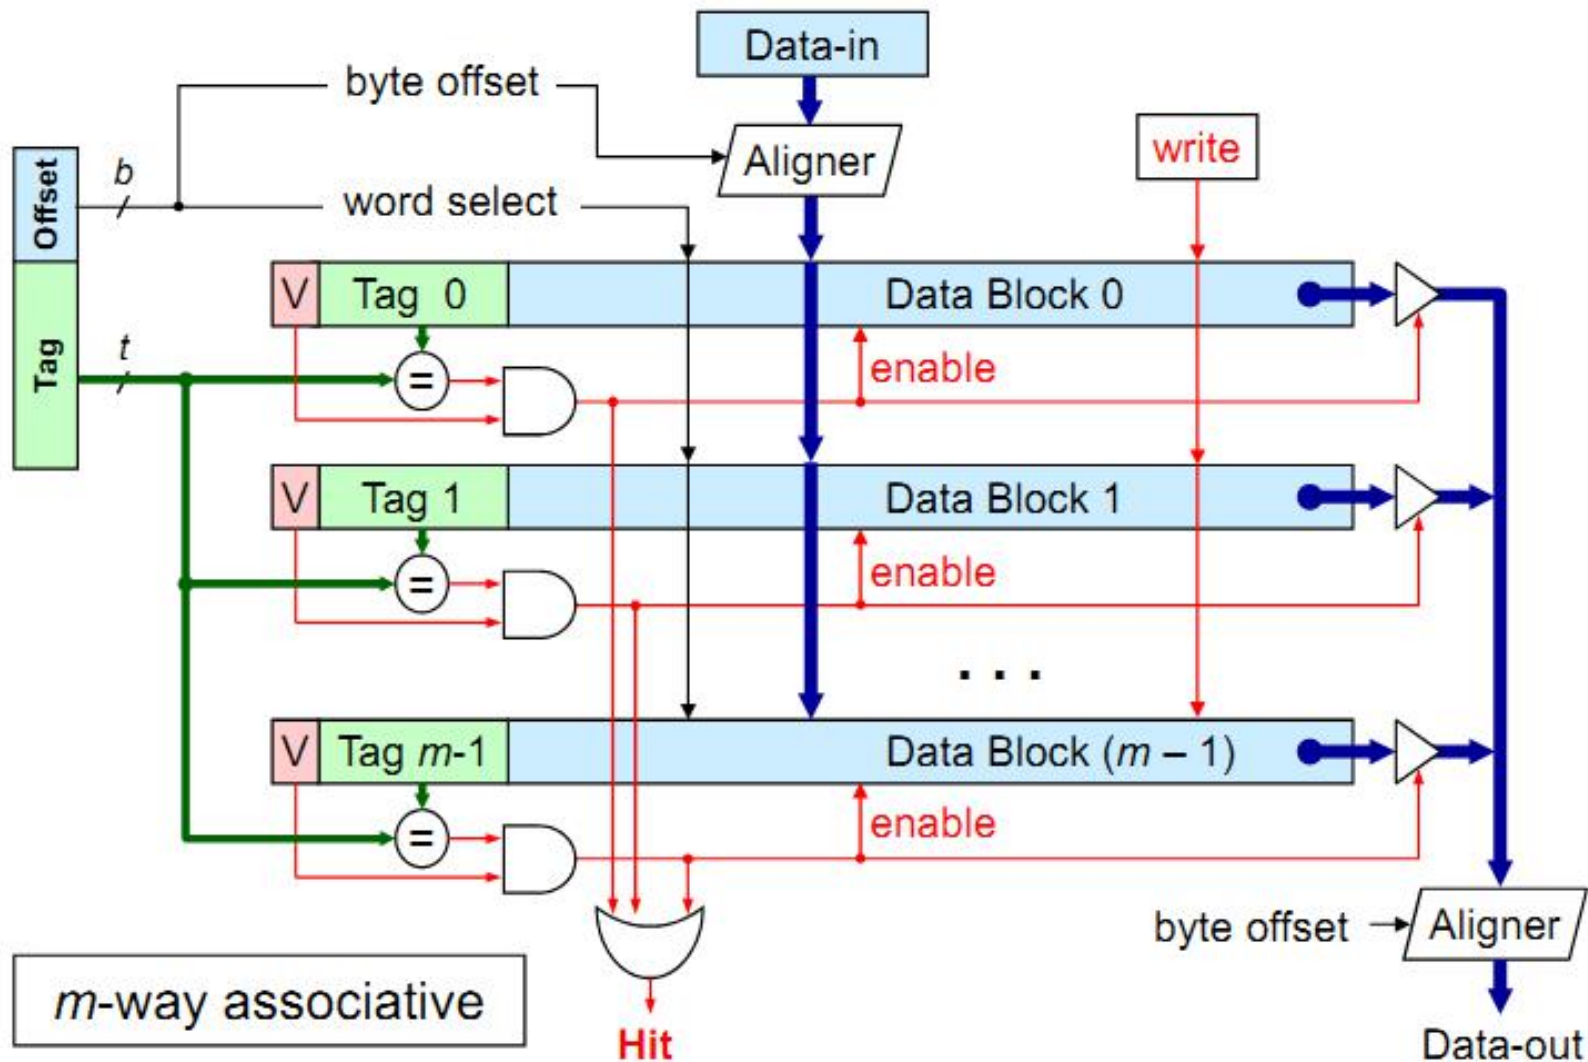 Data-in
byte offset
Aligner
write
Offset
b
word select
V
Tag 0
Data Block 0
Tag
t
=
enable
V
Tag 1
Data Block 1
=
enable
. . .
V
Tag m-1
Data Block (m – 1)
=
enable
byte offset
Aligner
m-way associative
Hit
Data-out